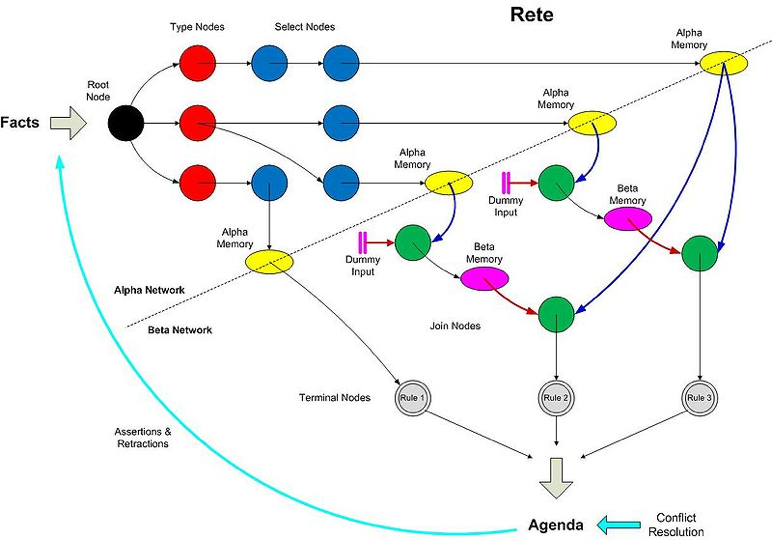 Rete
Type Nodes
Select Nodes
Alpha
Memory
Root
Node
Alpha
Memory
Facts
Alpha
Memory
Dummy
Input
Beta
Memory
Alpha
Memory
Dummy
Input
Beta
Memory
Alpha Network
Beta Network
Join Nodes
Terminal Nodes
Rule 1
Rule 2
Rule 3
Assertions &
Retractions
Agenda
Conflict
Resolution